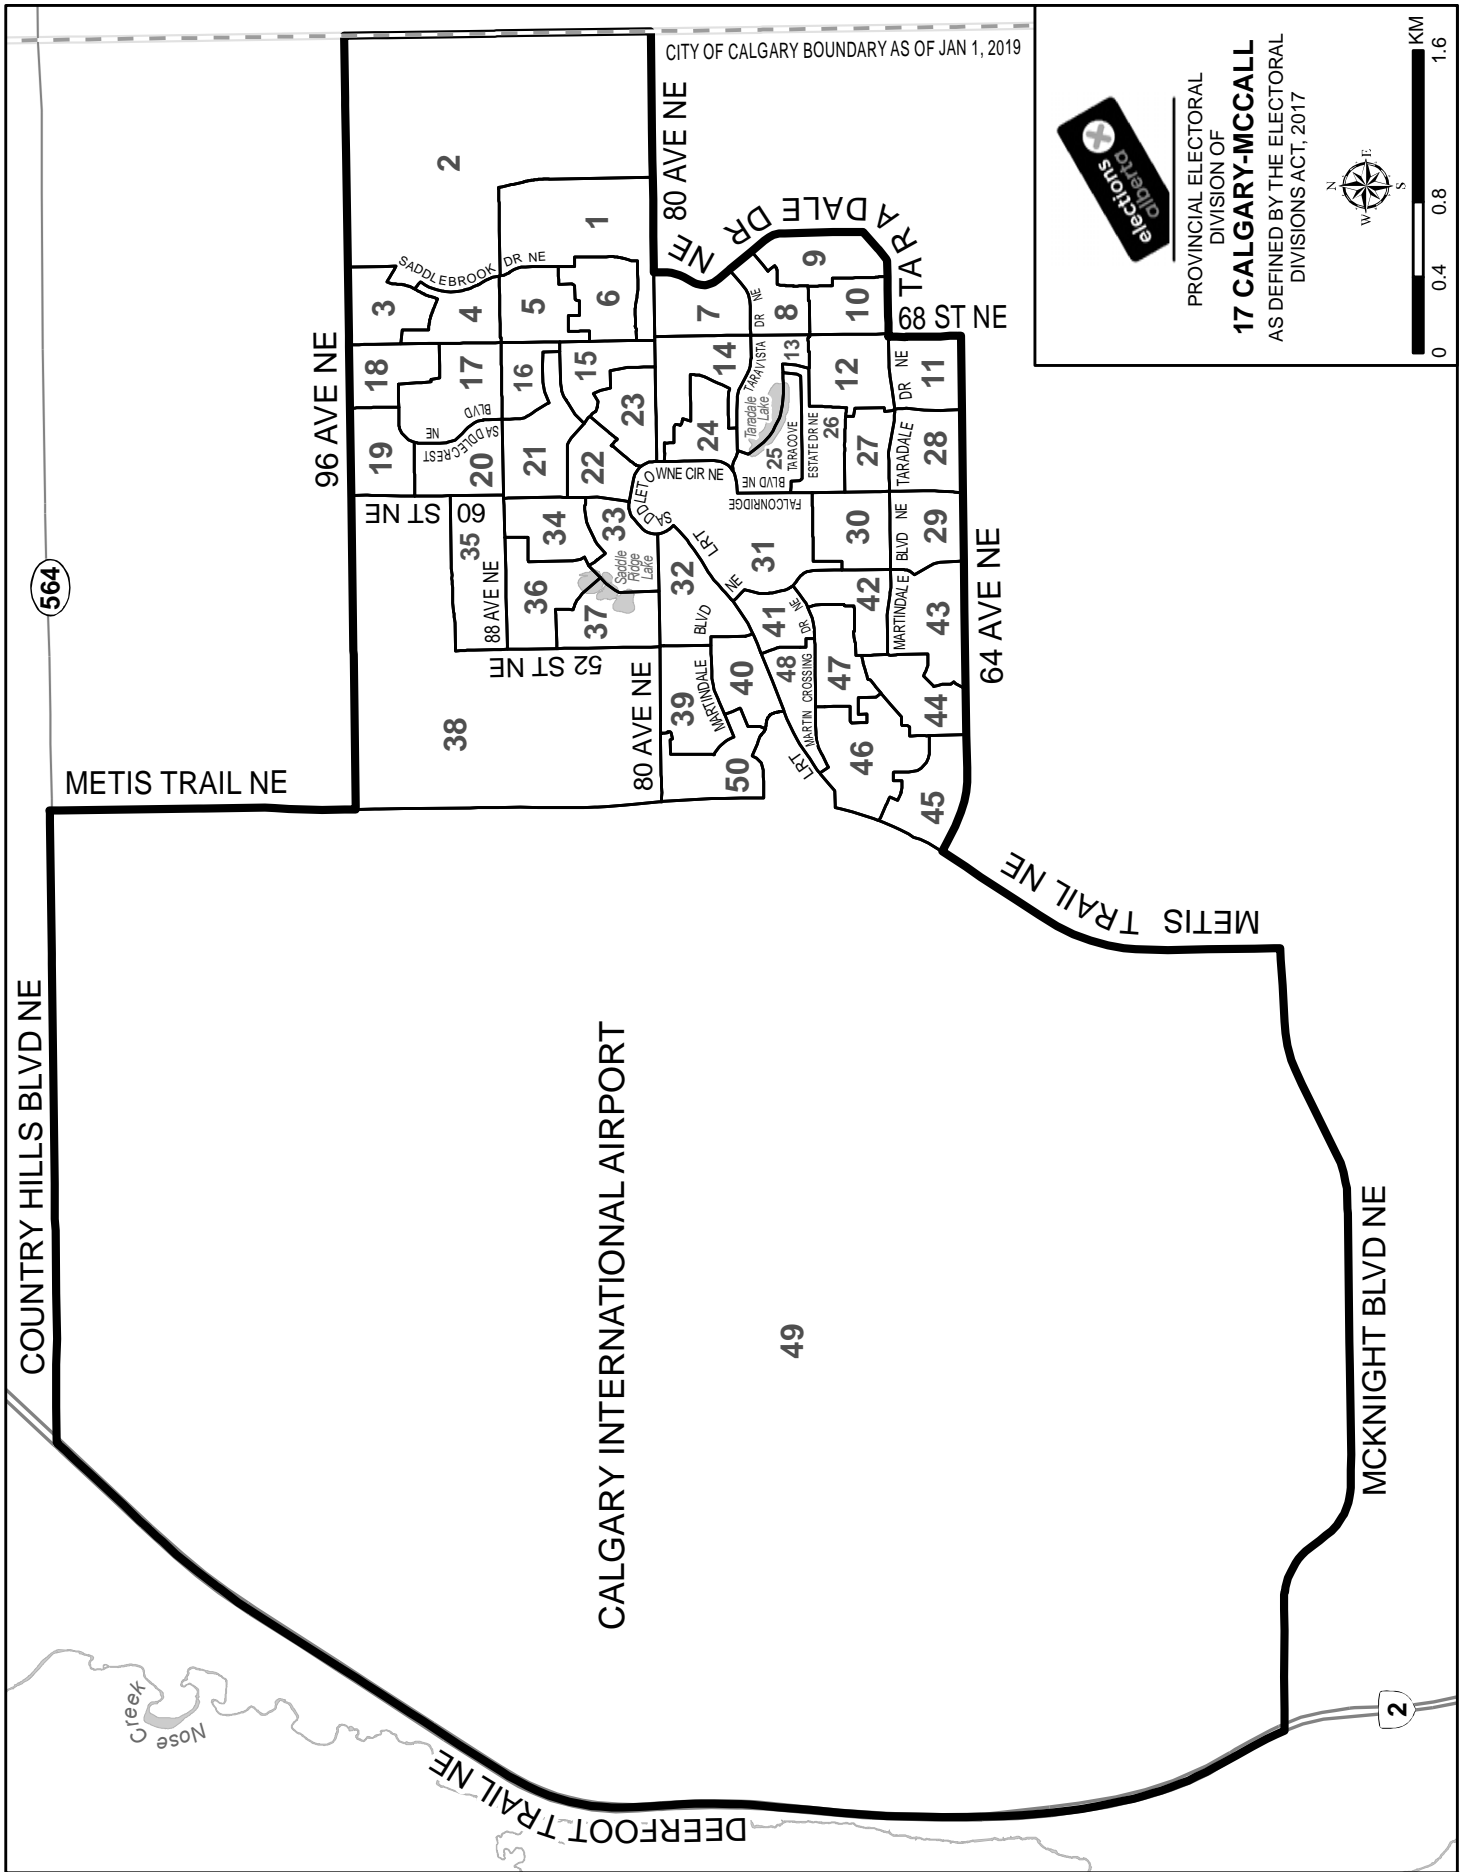 COUNTRY HILLS BLVD NE
564
METIS TRAIL NE
96 AVE NE
CITY OF CALGARY BOUNDARY AS OF JAN 1, 2019
Nose Creek
DEERFOOT TRAIL NE
CALGARY INTERNATIONAL AIRPORT
49
38
2
1
SADDLEBROOK DR NE
3
4
5
6
18
17
16
15
19
SADDLECREST BLVD NE
20
21
22
23
60 ST NE
35
88 AVE NE
34
33
36
37
Saddle
Ridge
Lake
52 ST NE
80 AVE NE
80 AVE NE
SADDLETOWNE CIR NE
LRT
32
31
39
MARTINDALE BLVD NE
40
50
41
48
LRT
MARTIN CROSSING DR NE
47
46
45
44
43
42
MARTINDALE BLVD NE
30
29
FALCONRIDGE BLVD NE
24
14
7
TARAVISTA DR NE
Taradale
Lake
25
TARACOVE
ESTATE DR NE
26
13
8
9
10
12
27
28
11
TARADALE DR NE
TARADALE DR NE
68 ST NE
64 AVE NE
METIS TRAIL NE
MCKNIGHT BLVD NE
2
elections
alberta
PROVINCIAL ELECTORAL
DIVISION OF
17 CALGARY-MCCALL
AS DEFINED BY THE ELECTORAL
DIVISIONS ACT, 2017
N
W
E
S
0 0.4 0.8 1.6
KM